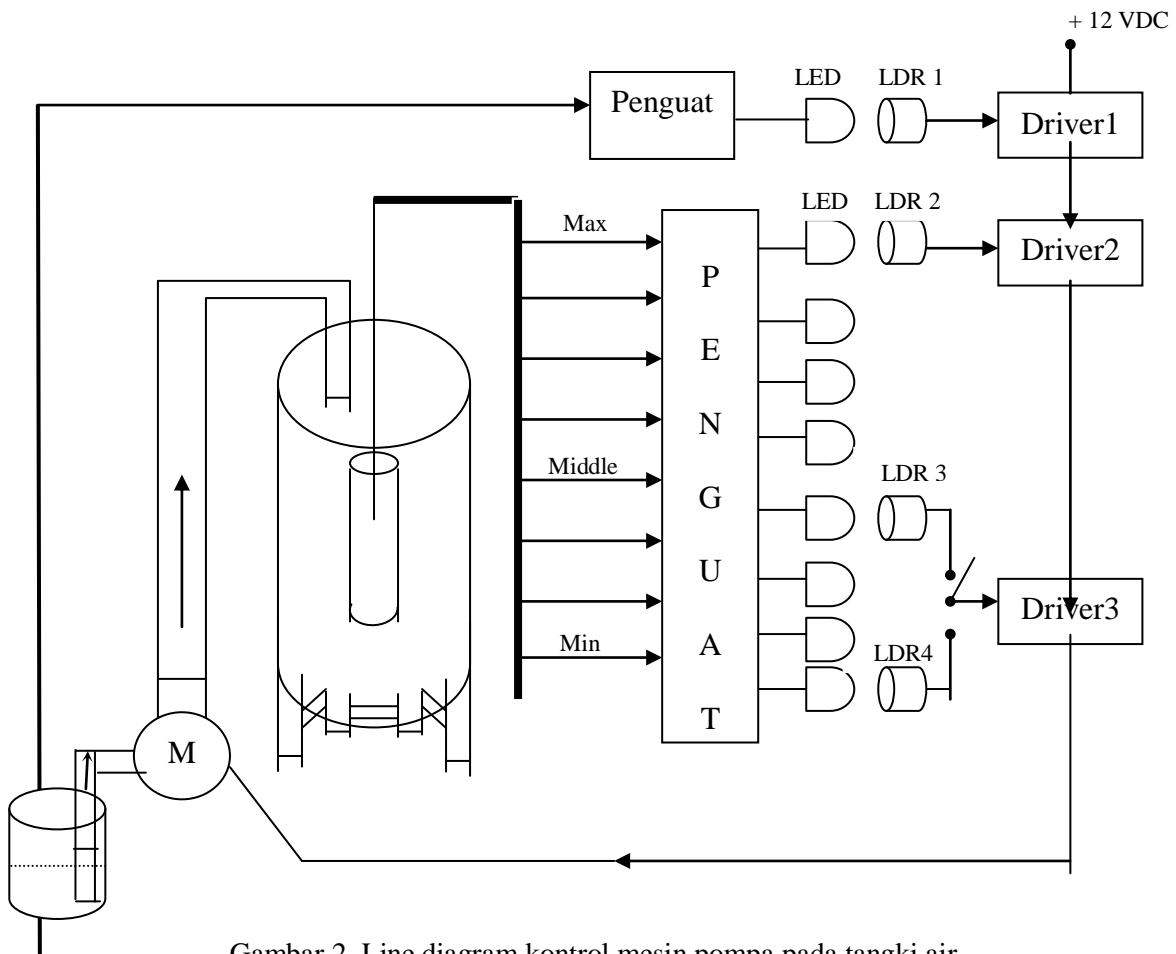 + 12 VDC
LED
LDR 1
Penguat
Driver1
LED
LDR 2
Max
Driver2
P
E
N
G
U
A
T
Middle
LDR 3
Driver3
Min
LDR4
M
Gambar 2. Line diagram kontrol mesin pompa pada tangki air